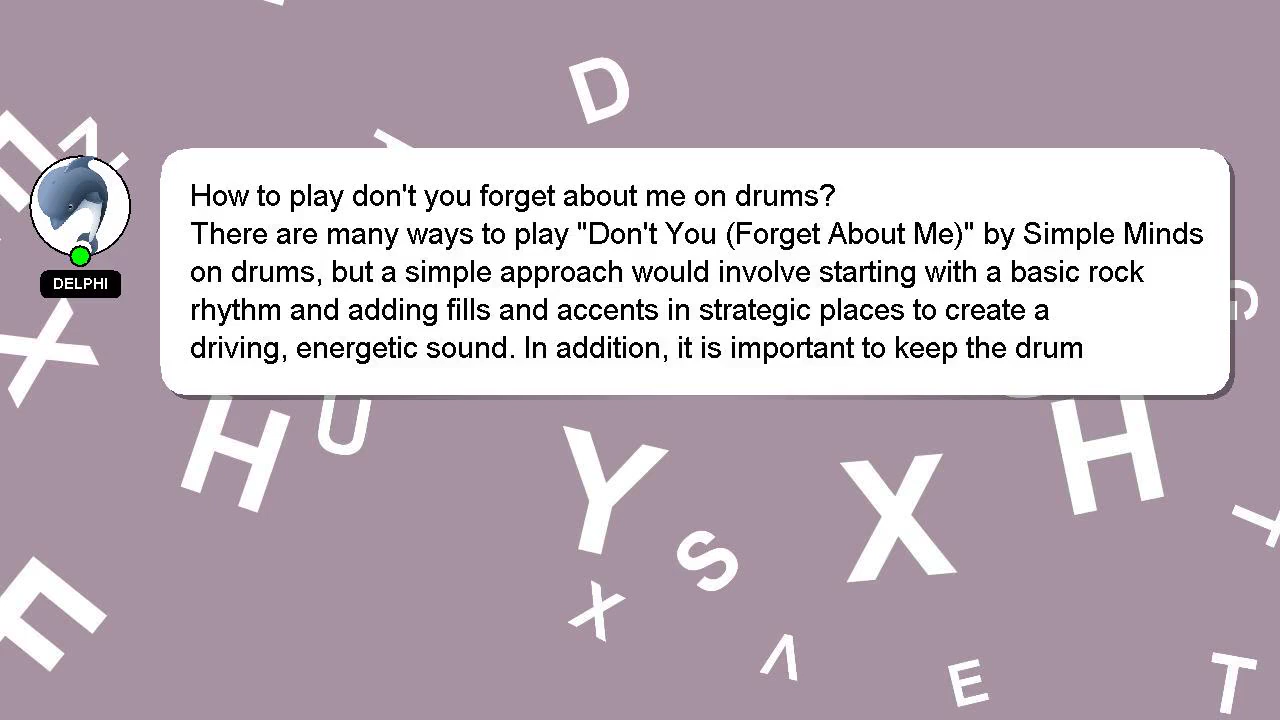 D
How to play don't you forget about me on drums?
There are many ways to play "Don't You (Forget About Me)" by Simple Minds
on drums, but a simple approach would involve starting with a basic rock
rhythm and adding fills and accents in strategic places to create a
driving, energetic sound. In addition, it is important to keep the drum
DELPHI
G
X
H
U
Y
X
H
S
X
V
E
T